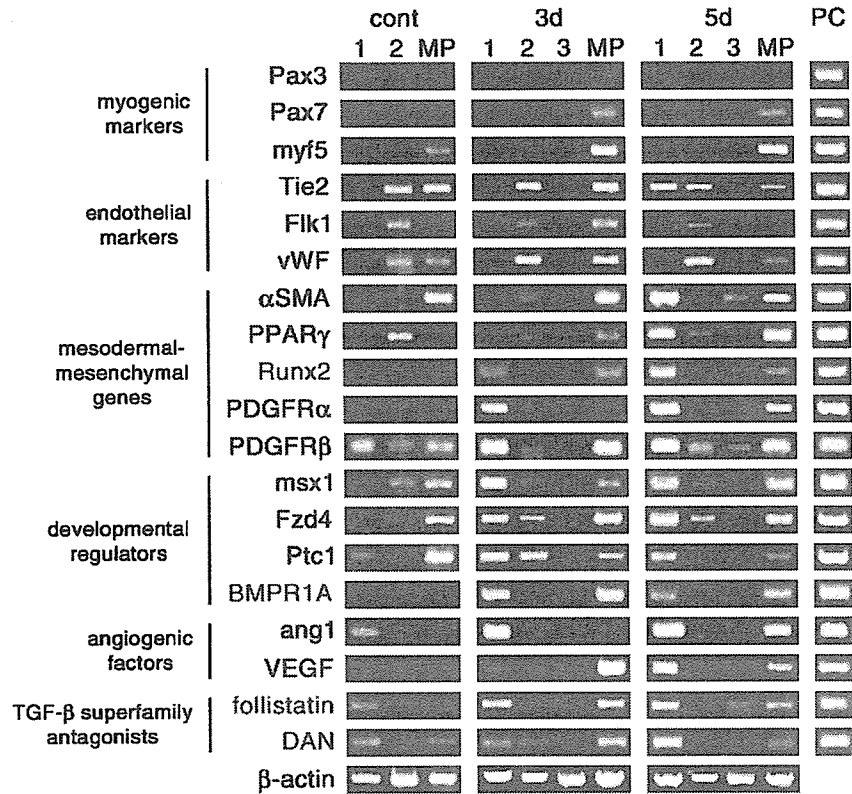 cont 3d 5d PC
1 2 MP 1 2 3 MP 1 2 3 MP
myogenic
markers
Pax3
Pax7
myf5
endothelial
markers
Tie2
Flk1
vWF
mesodermal-
mesenchymal
genes
αSMA
PPARγ
Runx2
PDGFRα
PDGFRβ
developmental
regulators
msx1
Fzd4
Ptc1
BMPR1A
angiogenic
factors
ang1
VEGF
TGF-β superfamily
antagonists
follistatin
DAN
β-actin